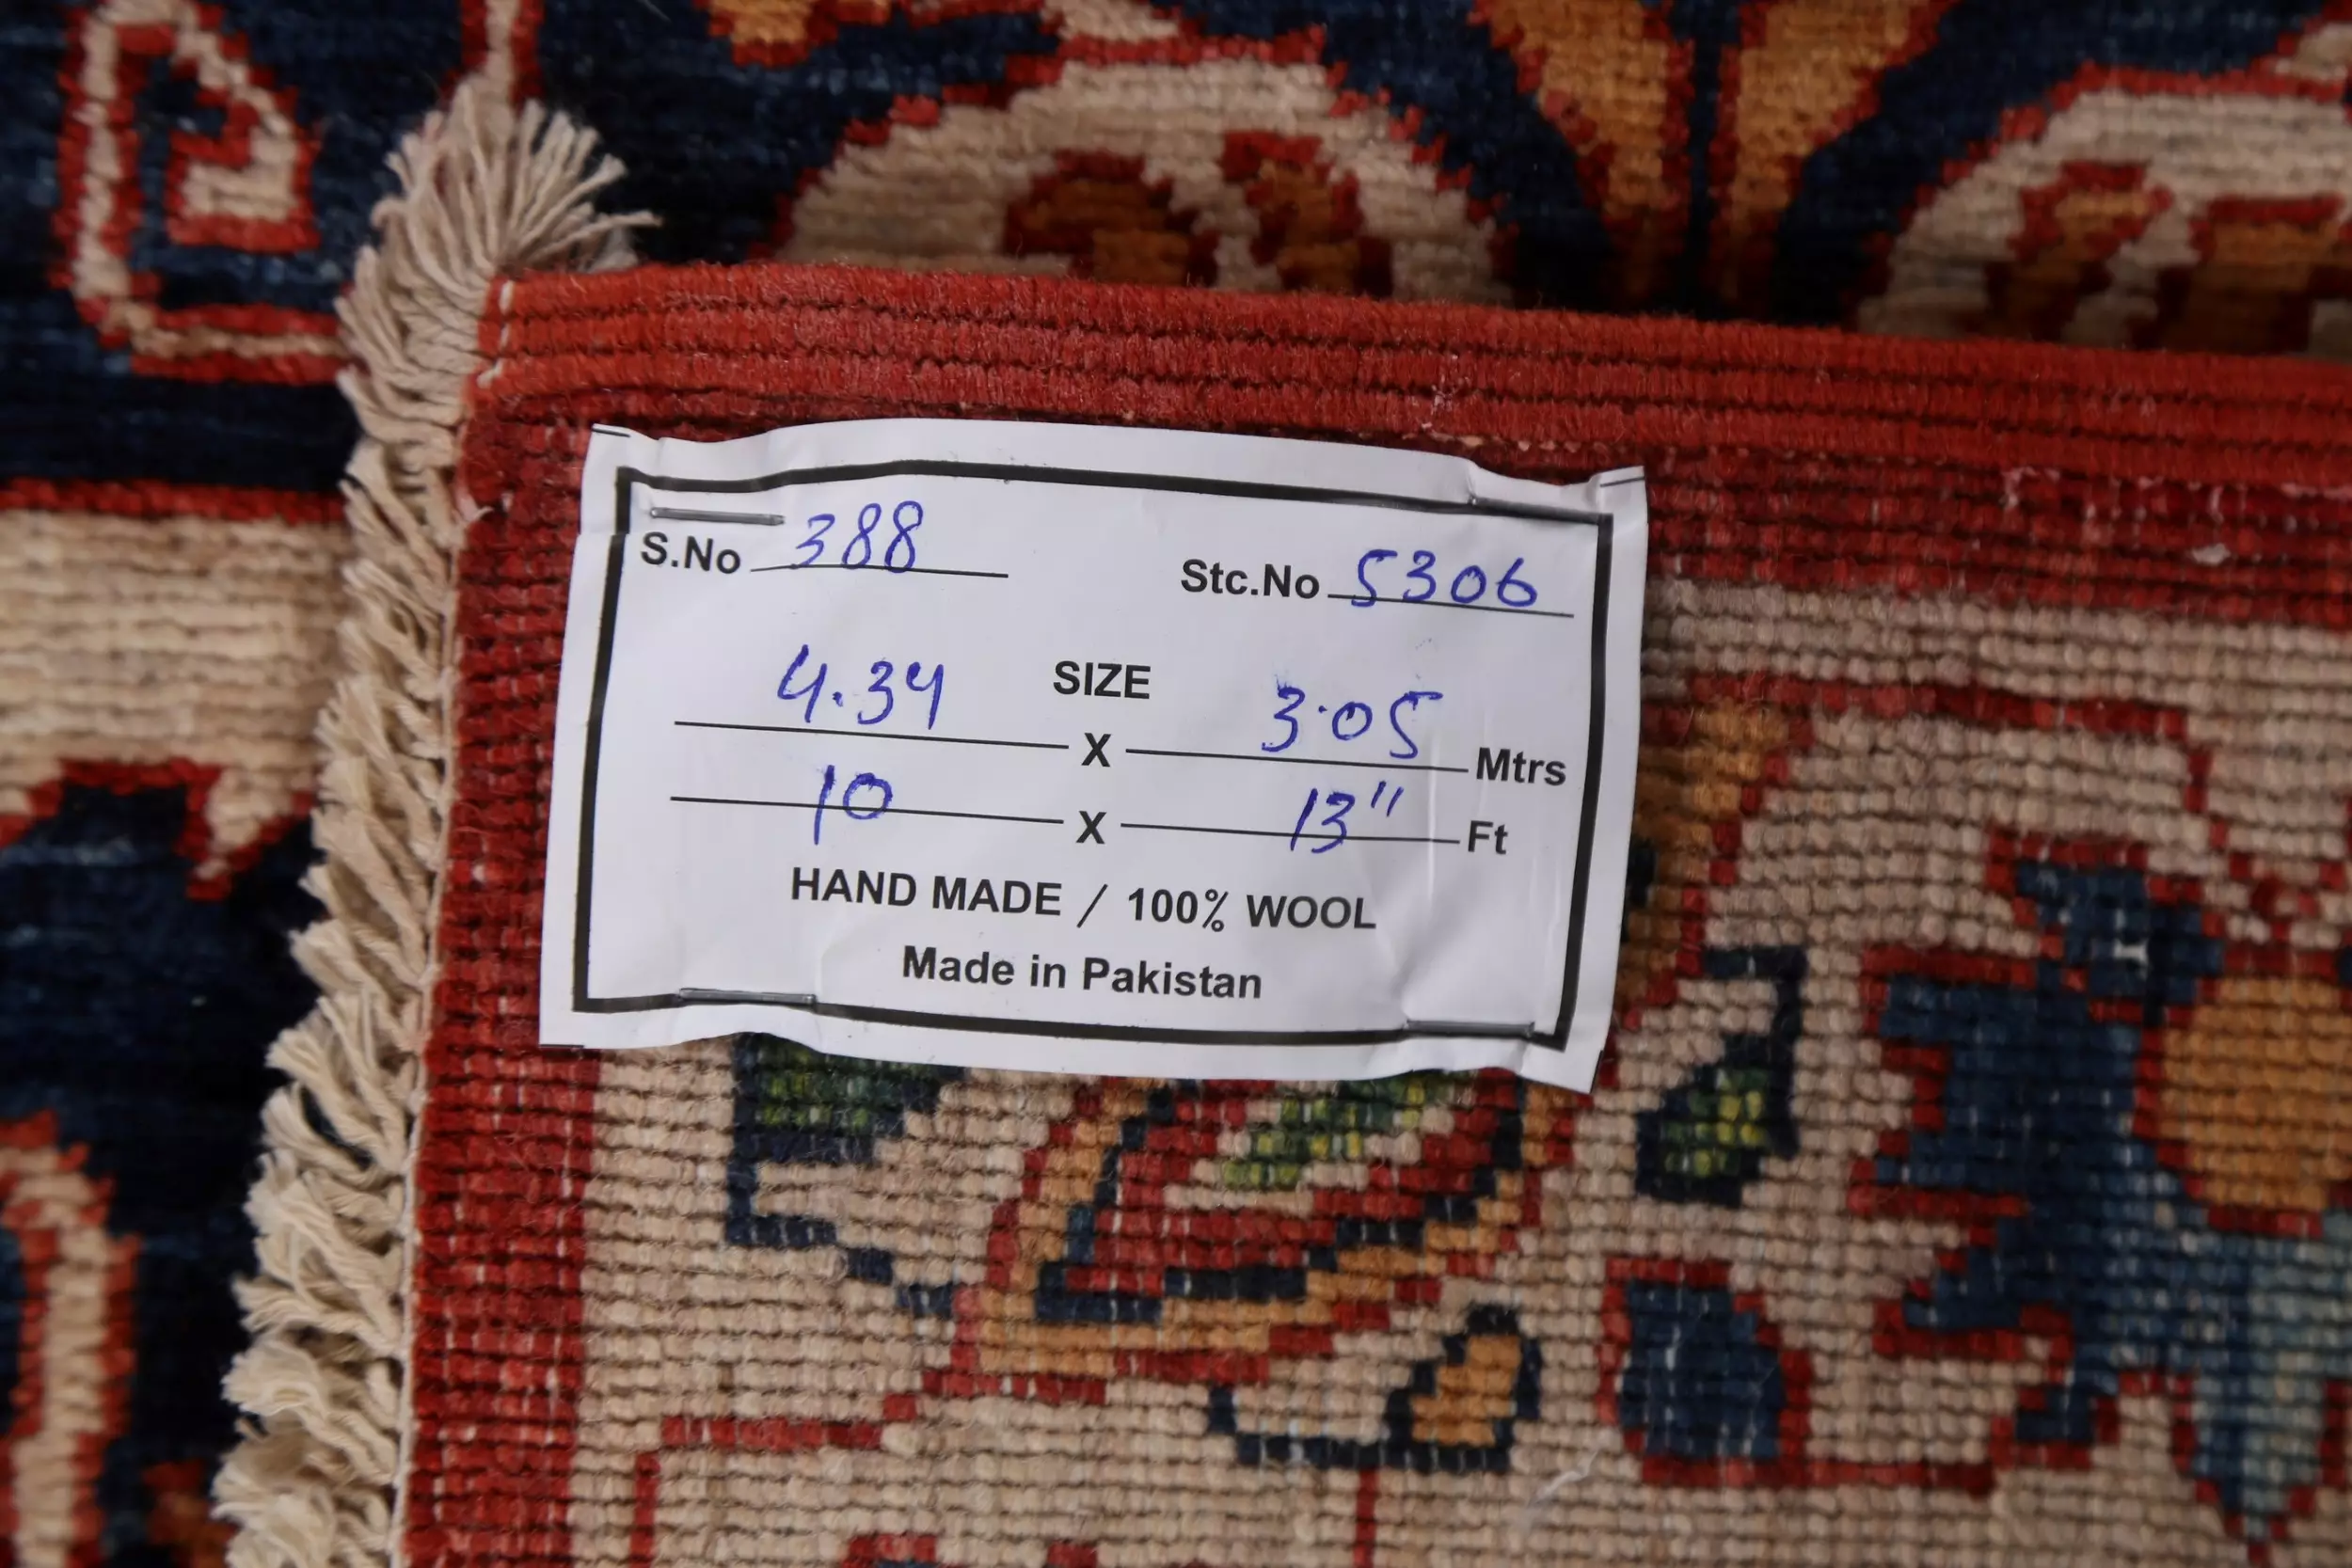 S.No 388 Stc.No 5306
4.34 SIZE 3.05
X Mtrs
10 X 13" Ft
HAND MADE / 100% WOOL
Made in Pakistan